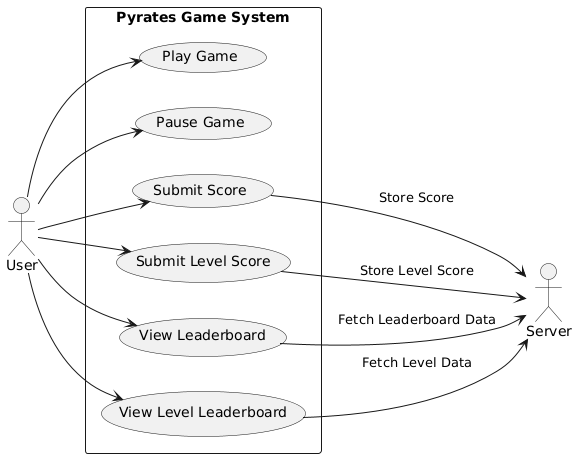 Pyrates Game System
Play Game
Pause Game
Submit Score
Store Score
User
Submit Level Score
Store Level Score
View Leaderboard
Fetch Leaderboard Data
Server
View Level Leaderboard
Fetch Level Data